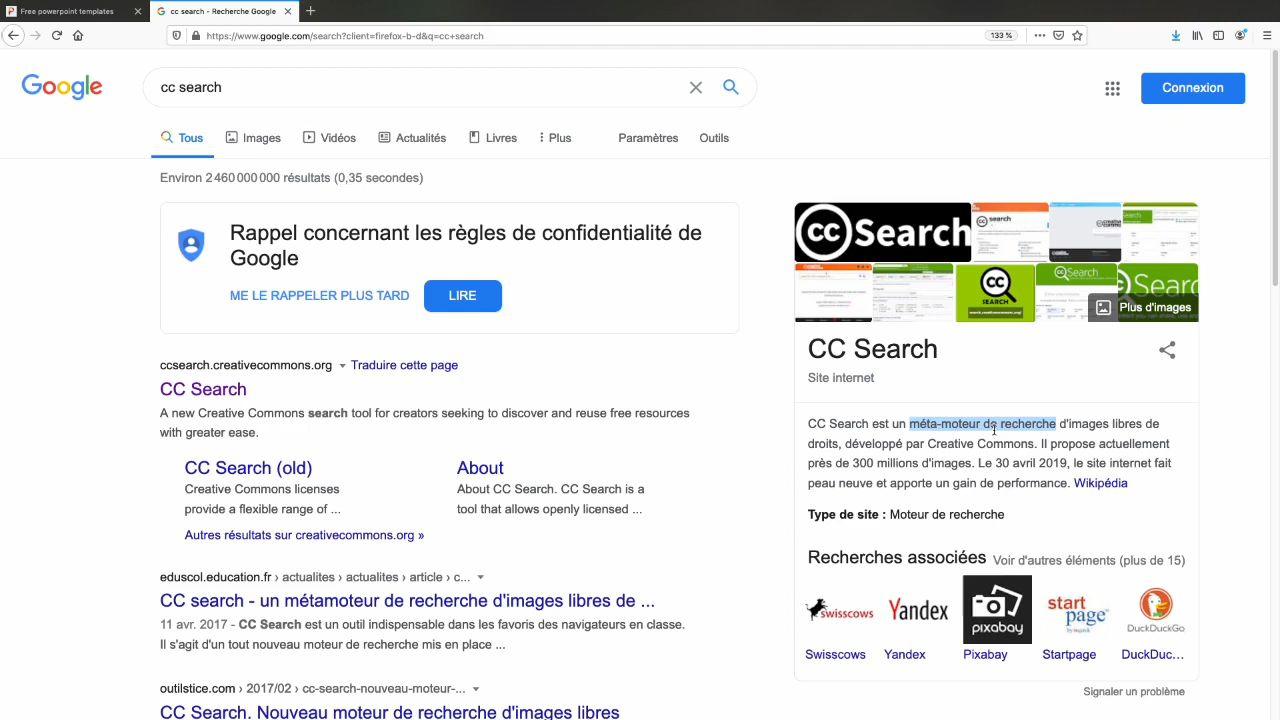 Free powerpoint templates
cc search - Recherche Google
https://www.google.com/search?client=firefox-b-d&q=cc+search
133 %
Google
cc search
Connexion
Tous
Images
Vidéos
Actualités
Livres
Plus
Paramètres
Outils
Environ 2 460 000 000 résultats (0,35 secondes)
Rappel concernant les règles de confidentialité de
Google
ME LE RAPPELER PLUS TARD
LIRE
ccsearch.creativecommons.org
Traduire cette page
CC Search
A new Creative Commons search tool for creators seeking to discover and reuse free resources
with greater ease.
CC Search (old)
Creative Commons licenses
provide a flexible range of ...
About
About CC Search. CC Search is a
tool that allows openly licensed ...
Autres résultats sur creativecommons.org »
eduscol.education.fr › actualites › actualites › article › c...
CC search - un métamoteur de recherche d'images libres de ...
11 avr. 2017 - CC Search est un outil indispensable dans les favoris des navigateurs en classe.
Il s'agit d'un tout nouveau moteur de recherche mis en place ...
outilstice.com › 2017/02 › cc-search-nouveau-moteur-...
CC Search. Nouveau moteur de recherche d'images libres
cc Search
search
CC
SEARCH
search.creativecommons.org/
CC Search
Search
Plus d'images
CC Search
Site internet
CC Search est un méta-moteur de recherche d'images libres de
droits, développé par Creative Commons. Il propose actuellement
près de 300 millions d'images. Le 30 avril 2019, le site internet fait
peau neuve et apporte un gain de performance. Wikipédia
Type de site : Moteur de recherche
Recherches associées
Voir d'autres éléments (plus de 15)
swisscows
Yandex
pixabay
start
page
DuckDuckGo
Swisscows
Yandex
Pixabay
Startpage
DuckDuc...
Signaler un problème